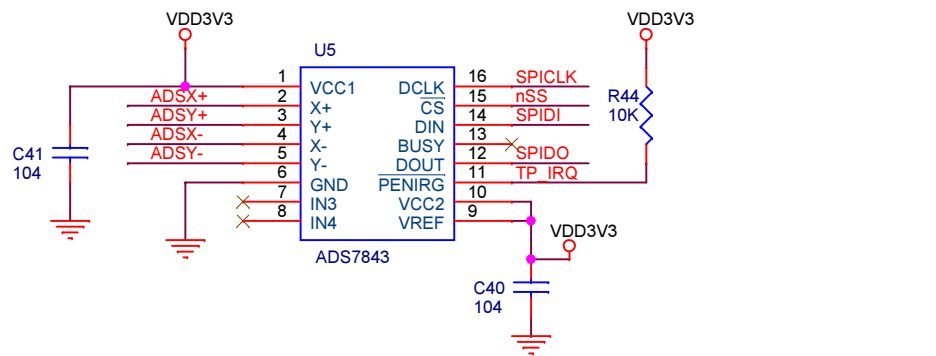 VDD3V3
VDD3V3
U5
1 VCC1 DCLK 16 SPICLK
ADSX+ 2 X+ CS 15 nSS
ADSY+ 3 Y+ DIN 14 SPIDI
ADSX- 4 X- BUSY 13
ADSY- 5 Y- DOUT 12 SPIDO
6 GND PENIRG 11 TP_IRQ
7 IN3 VCC2 10
8 IN4 VREF 9
R44
10K
C41
104
ADS7843
VDD3V3
C40
104